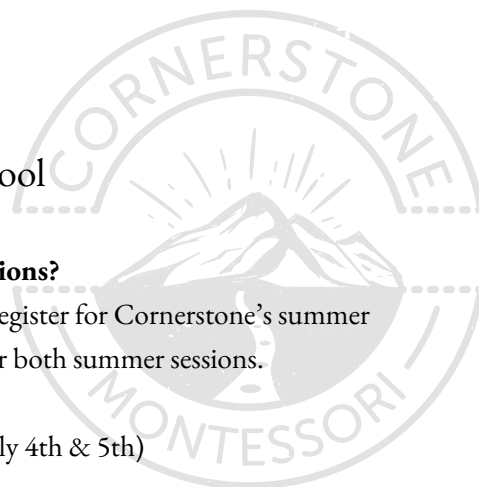 CORNERSTONE
ool
ions?
egister for Cornerstone’s summer
r both summer sessions.
ly 4th & 5th)
MONTESSORI